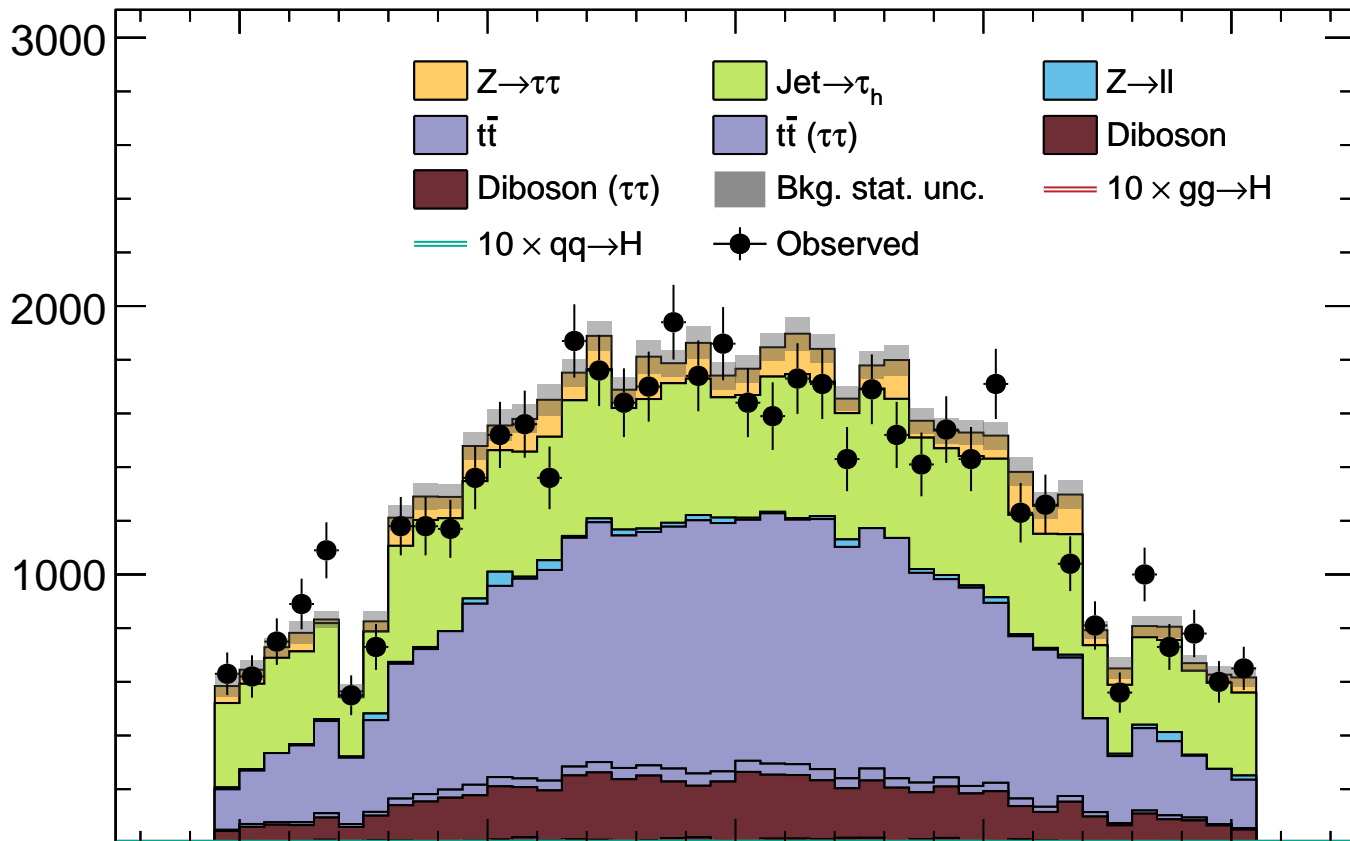 3000
Z→ττ Jet→τh Z→ll
tt̄ tt̄ (ττ) Diboson
Diboson (ττ) Bkg. stat. unc. 10 × gg→H
10 × qq→H Observed
2000
1000